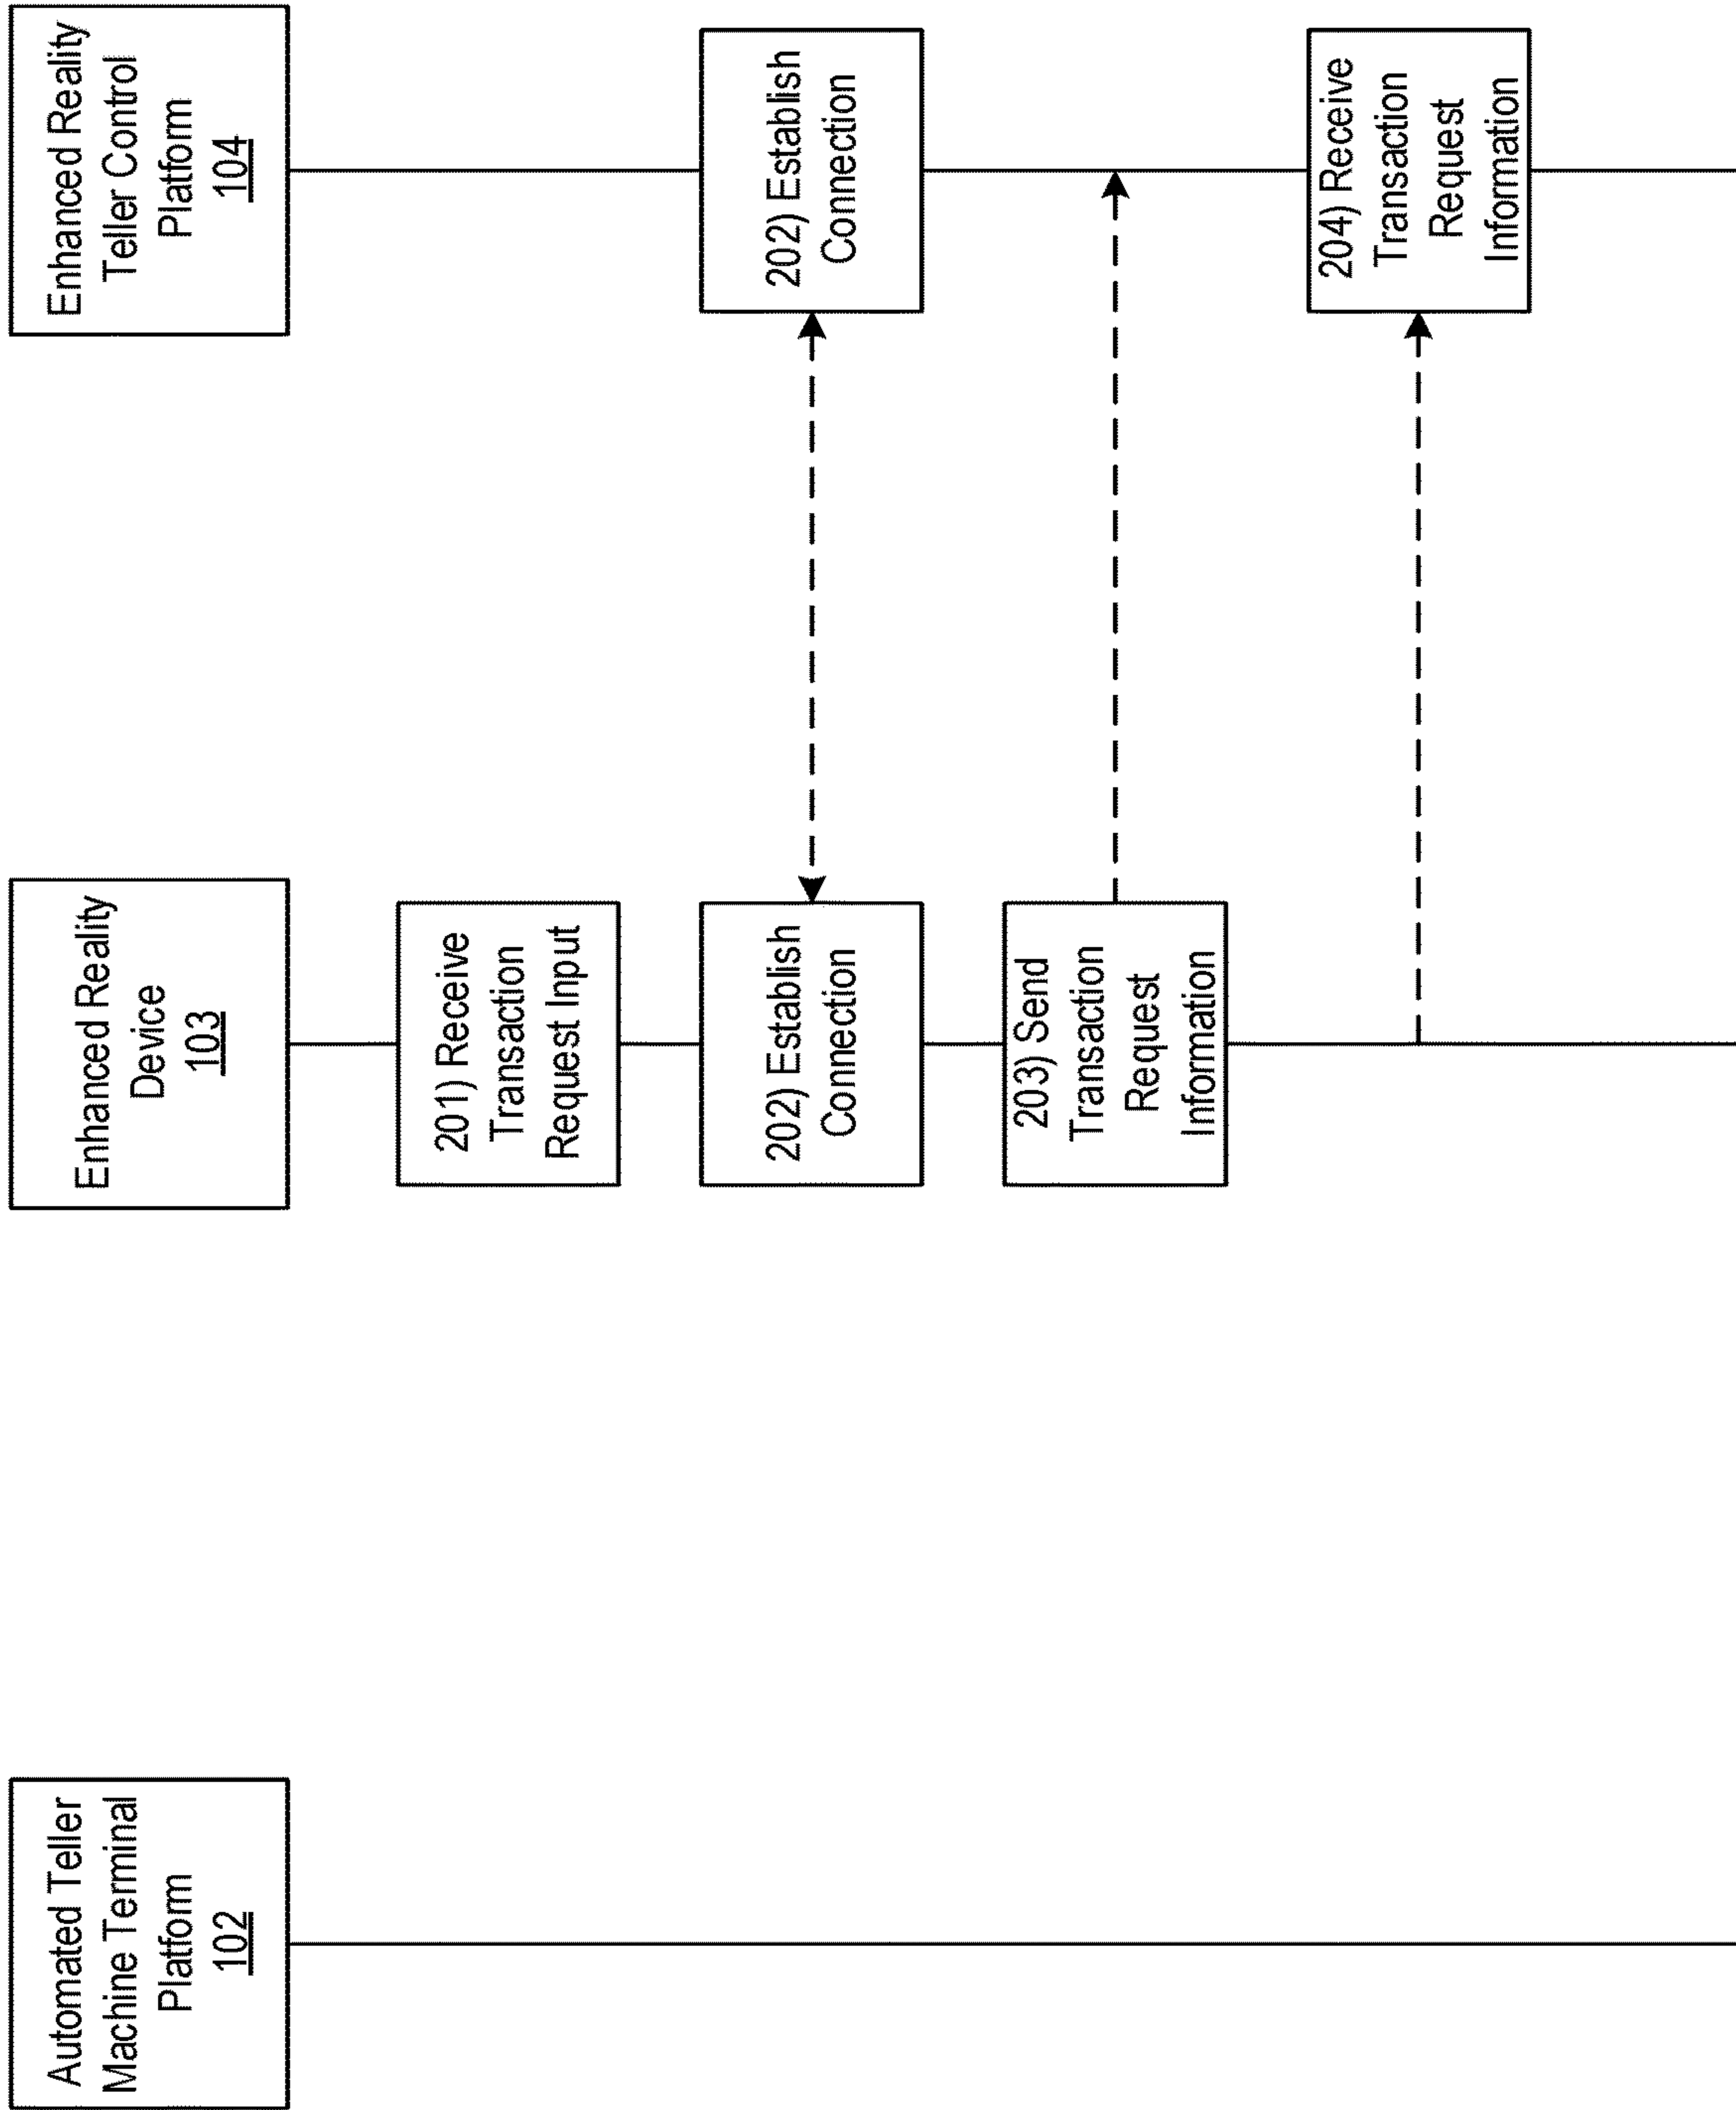 Automated Teller
Machine Terminal
Platform
102
Enhanced Reality
Device
103
Enhanced Reality
Teller Control
Platform
104
201) Receive
Transaction
Request Input
202) Establish
Connection
202) Establish
Connection
203) Send
Transaction
Request
Information
204) Receive
Transaction
Request
Information